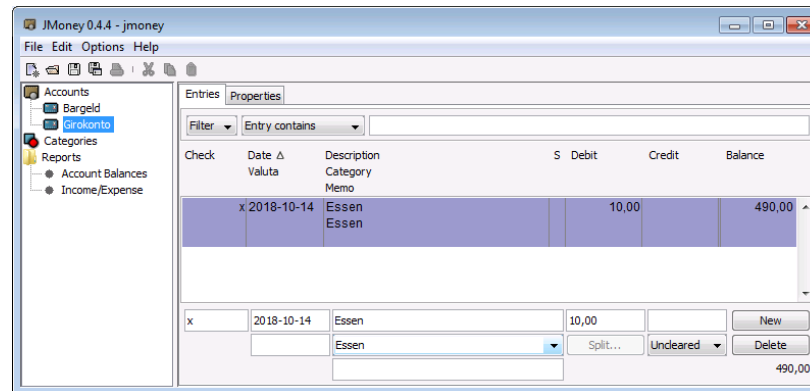 JMoney 0.4.4 - jmoney
File Edit Options Help
Accounts
Bargeld
Girokonto
Categories
Reports
Account Balances
Income/Expense
Entries Properties
Filter Entry contains
Check Date Δ Description S Debit Credit Balance
Valuta Category
Memo
x 2018-10-14 Essen 10,00 490,00
Essen
x 2018-10-14 Essen 10,00 New
Essen Split... Uncleared Delete
490,00